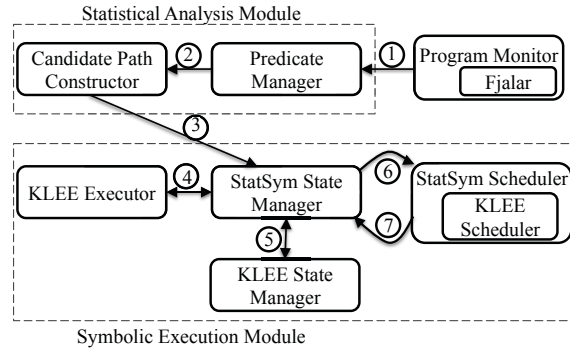 Statistical Analysis Module
Candidate Path
Constructor
2
Predicate
Manager
1
Program Monitor
Fjalar
3
KLEE Executor
4
StatSym State
Manager
6
7
StatSym Scheduler
KLEE
Scheduler
5
KLEE State
Manager
Symbolic Execution Module